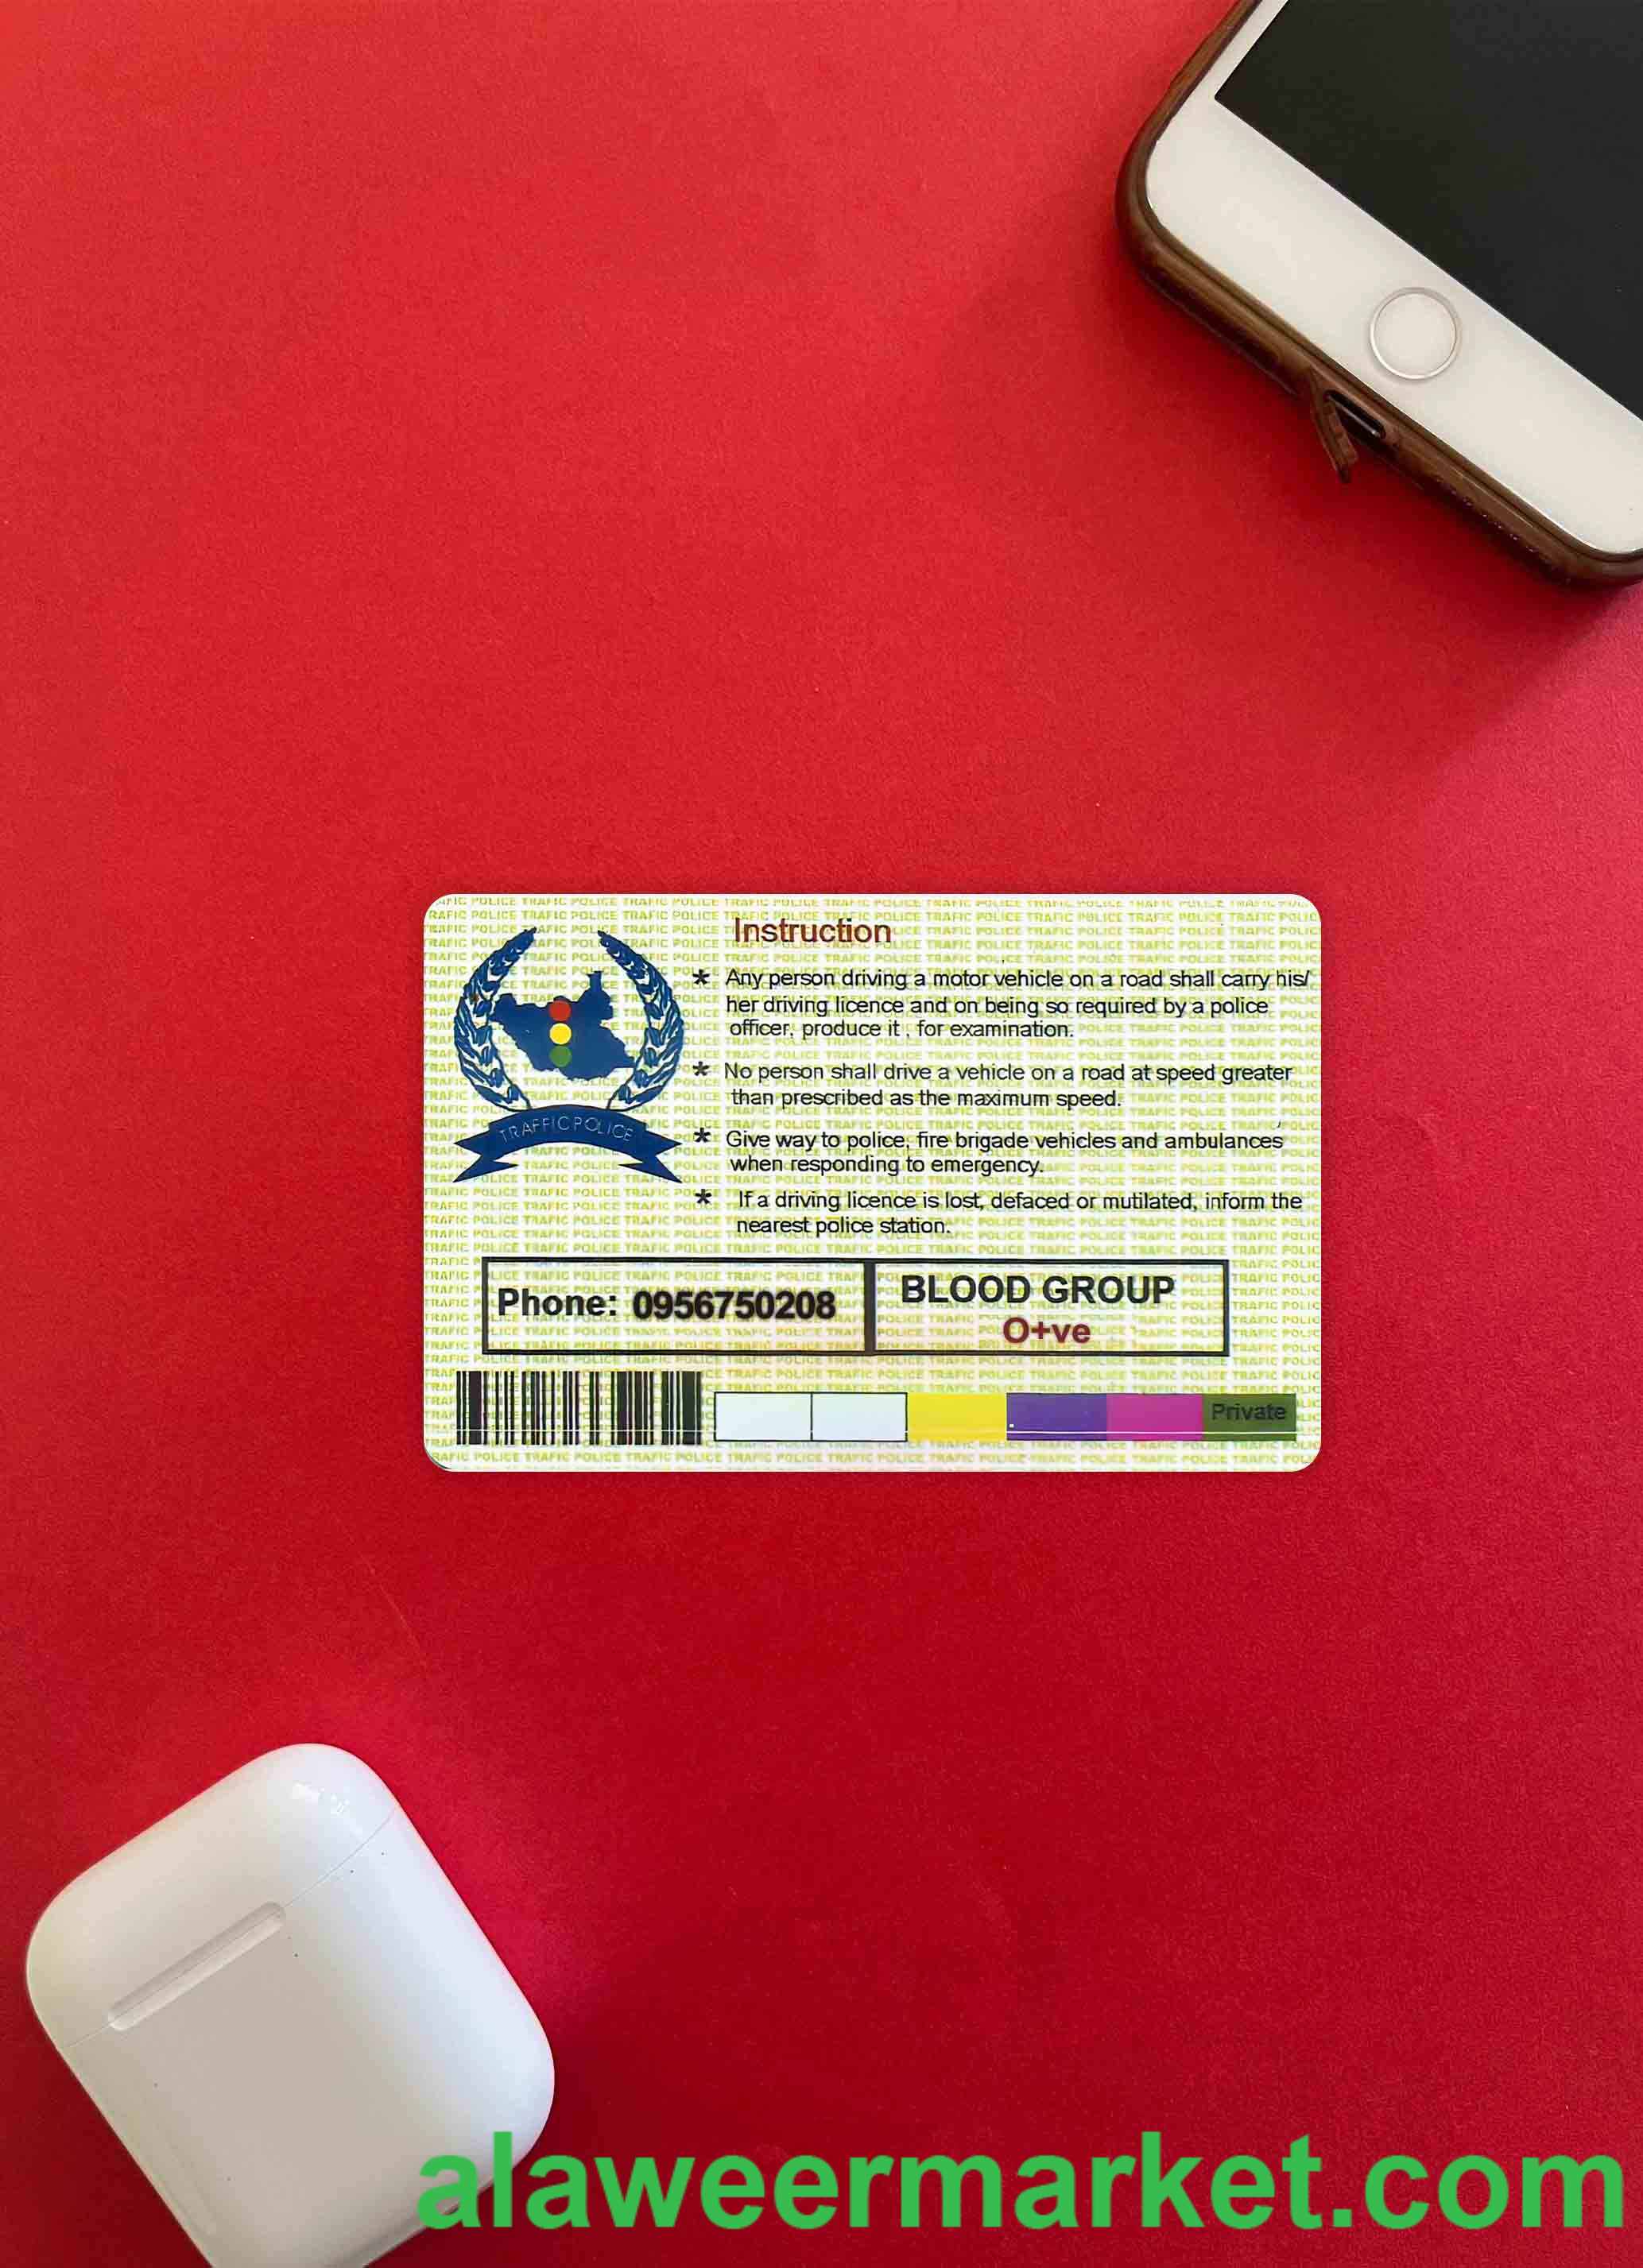 Instruction
* Any person driving a motor vehicle on a road shall carry his/
her driving licence and on being so required by a police
officer, produce it , for examination.
* No person shall drive a vehicle on a road at speed greater
than prescribed as the maximum speed.
* Give way to police, fire brigade vehicles and ambulances
when responding to emergency.
* If a driving licence is lost, defaced or mutilated, inform the
nearest police station.
TRAFFIC POLICE
Phone: 0956750208
BLOOD GROUP
O+ve
Private
alaweermarket.com